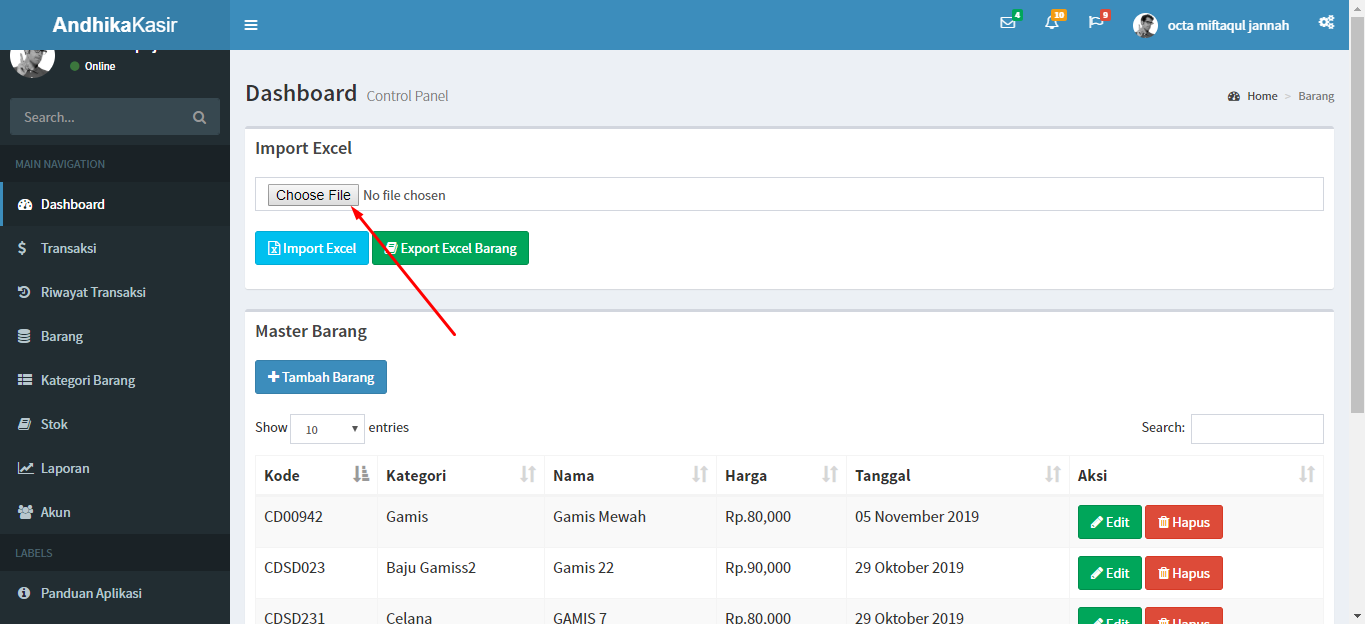 AndhikaKasir
4
10
9
octa miftaqul jannah
Online
Search...
MAIN NAVIGATION
Dashboard
Transaksi
Riwayat Transaksi
Barang
Kategori Barang
Stok
Laporan
Akun
LABELS
Panduan Aplikasi
Dashboard Control Panel
Home > Barang
Import Excel
Choose File No file chosen
Import Excel Export Excel Barang
Master Barang
Tambah Barang
Show 10 entries Search:
Kode Kategori Nama Harga Tanggal Aksi
CD00942 Gamis Gamis Mewah Rp.80,000 05 November 2019 Edit Hapus
CDSD023 Baju Gamiss2 Gamis 22 Rp.90,000 29 Oktober 2019 Edit Hapus
CDSD231 Celana GAMIS 7 Rp.80,000 29 Oktober 2019 Edit Hapus